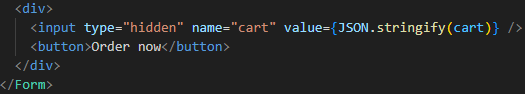 <div>
<input type="hidden" name="cart" value={JSON.stringify(cart)} />
<button>Order now</button>
</div>
</Form>